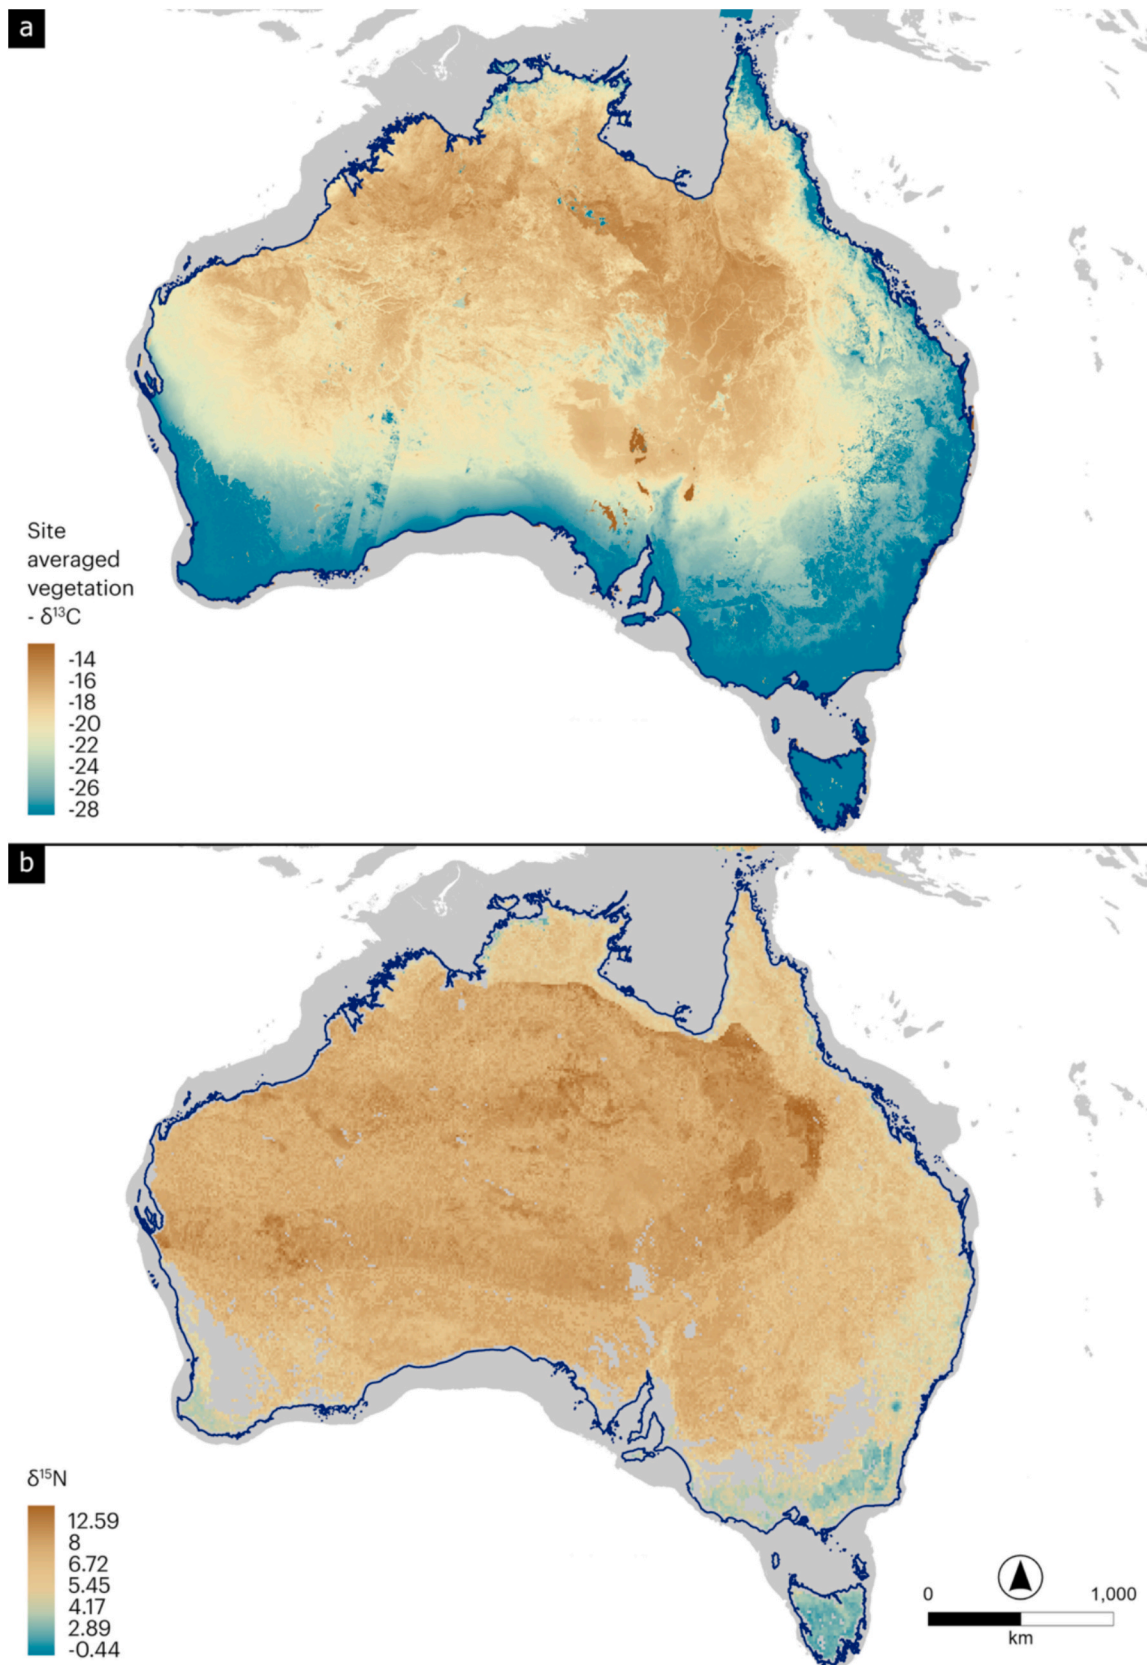 a
Site
averaged
vegetation
- δ¹³C
-14
-16
-18
-20
-22
-24
-26
-28
b
δ¹⁵N
12.59
8
6.72
5.45
4.17
2.89
-0.44
0 1,000
km